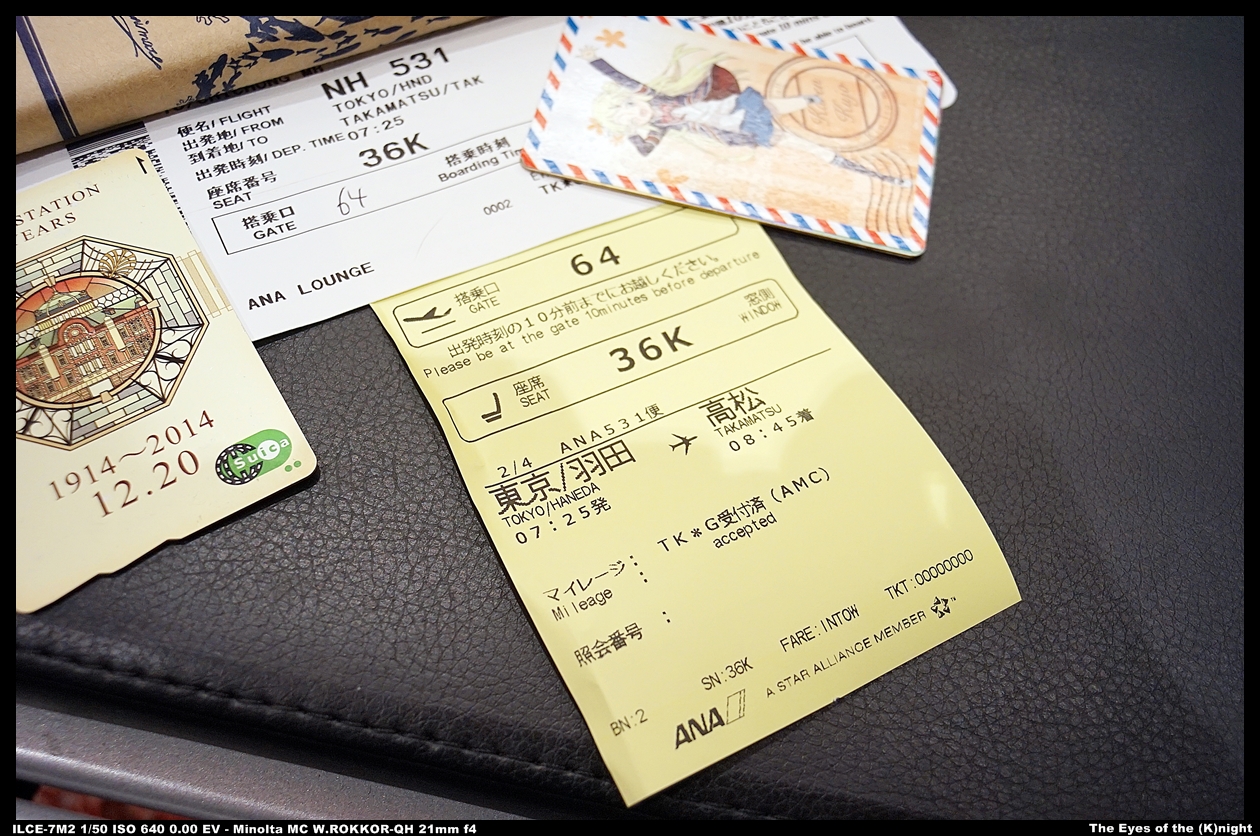 NH 531
便名/ FLIGHT
TOKYO/HND
出発地/ FROM
TAKAMATSU/TAK
到着地/ TO
出発時刻/ DEP. TIME 07:25
座席番号
SEAT
36K
搭乗時刻
搭乗口
GATE
64
Boarding
0002
ANA LOUNGE
STATION
1914～2014
12.20
Suica
搭乗口
GATE
64
出発時刻の10分前までにお越しください。
Please be at the gate 10minutes before departure
座席
SEAT
36K
窓側
WINDOW
2/4 ANA531便
東京/羽田
TOKYO/HANEDA
07:25発
高松
TAKAMATSU
08:45着
マイレージ:
Mileage :
TK*G受付済(AMC)
accepted
照会番号 :
BN:2
SN:36K
FARE:INTOW
TKT:00000000
ANA
A STAR ALLIANCE MEMBER
ILCE-7M2 1/50 ISO 640 0.00 EV - Minolta MC W.ROKKOR-QH 21mm f4
The Eyes of the (K)night